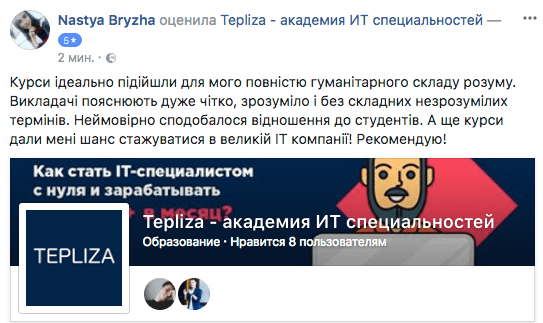 Nastya Bryzha оценила Tepliza - академия ИТ специальностей —
5★
2 мин. ·
Курси ідеально підійшли для мого повністю гуманітарного складу розуму.
Викладачі пояснюють дуже чітко, зрозуміло і без складних незрозумілих
термінів. Неймовірно сподобалося відношення до студентів. А ще курси
дали мені шанс стажуватися в великій ІТ компанії! Рекомендую!
Как стать IT-специалистом
с нуля и зарабатывать
+ в месяц?
TEPLIZA
Tepliza - академия ИТ специальностей
Образование · Нравится 8 пользователям